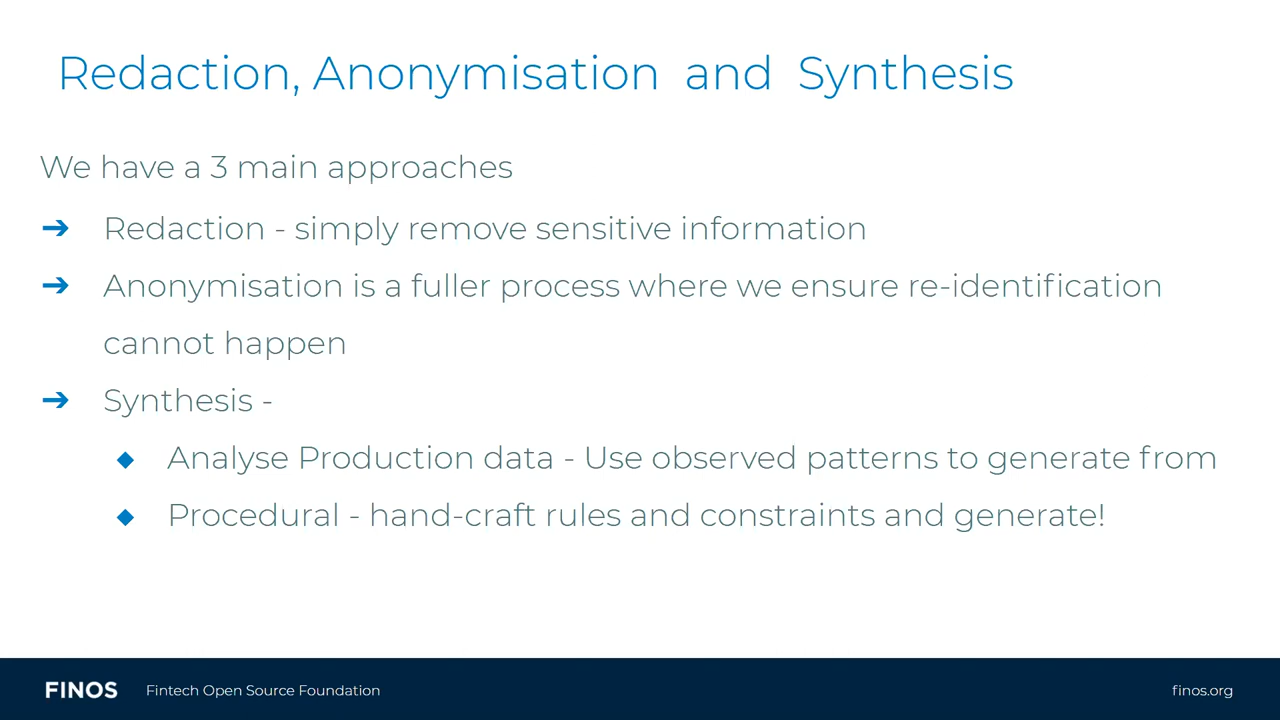 Redaction, Anonymisation and Synthesis
We have a 3 main approaches
➔ Redaction - simply remove sensitive information
➔ Anonymisation is a fuller process where we ensure re-identification
cannot happen
➔ Synthesis -
◆ Analyse Production data - Use observed patterns to generate from
◆ Procedural - hand-craft rules and constraints and generate!
FINOS Fintech Open Source Foundation finos.org